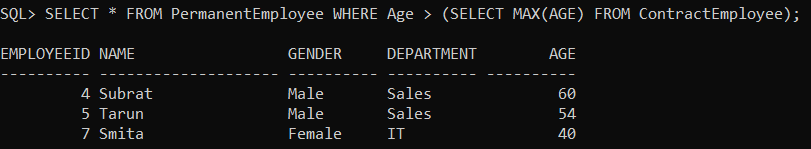 SQL> SELECT * FROM PermanentEmployee WHERE Age > (SELECT MAX(AGE) FROM ContractEmployee);
EMPLOYEEID NAME                 GENDER     DEPARTMENT        AGE
---------- -------------------- ---------- ---------- ----------
         4 Subrat               Male       Sales              60
         5 Tarun                Male       Sales              54
         7 Smita                Female     IT                 40